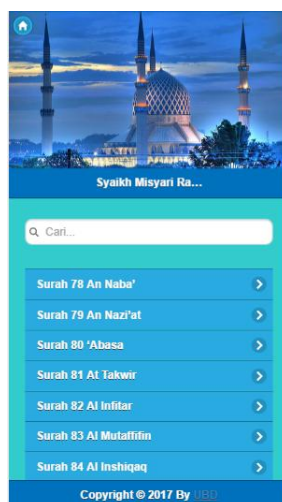 Syaikh Misyari Ra...
Cari...
Surah 78 An Naba'
Surah 79 An Nazi'at
Surah 80 'Abasa
Surah 81 At Takwir
Surah 82 Al Infitar
Surah 83 Al Mutaffifin
Surah 84 Al Inshiqaq
Copyright © 2017 By UBD